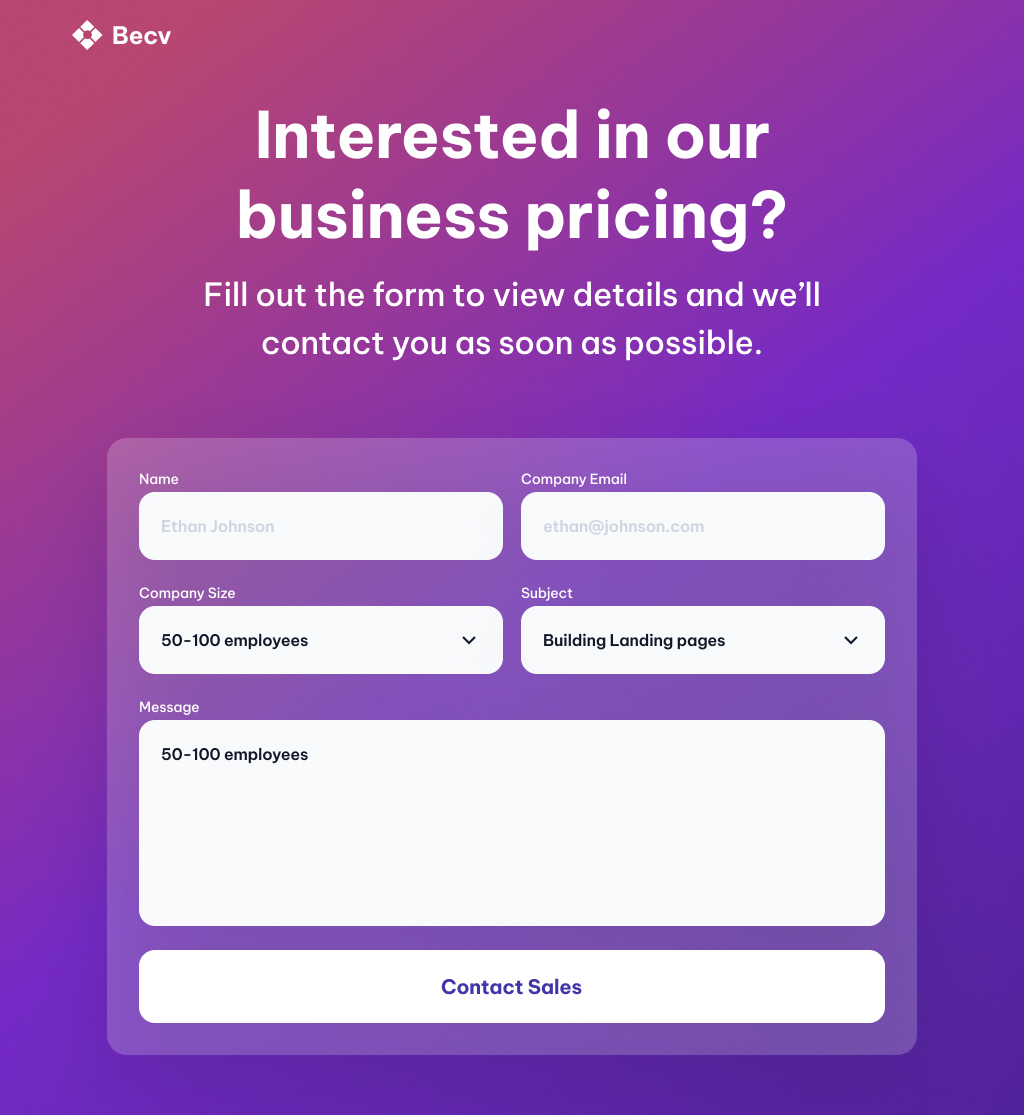 Becv
Interested in our
business pricing?
Fill out the form to view details and we’ll
contact you as soon as possible.
Name
Company Email
Ethan Johnson
ethan@johnson.com
Company Size
Subject
50-100 employees
Building Landing pages
Message
50-100 employees
Contact Sales